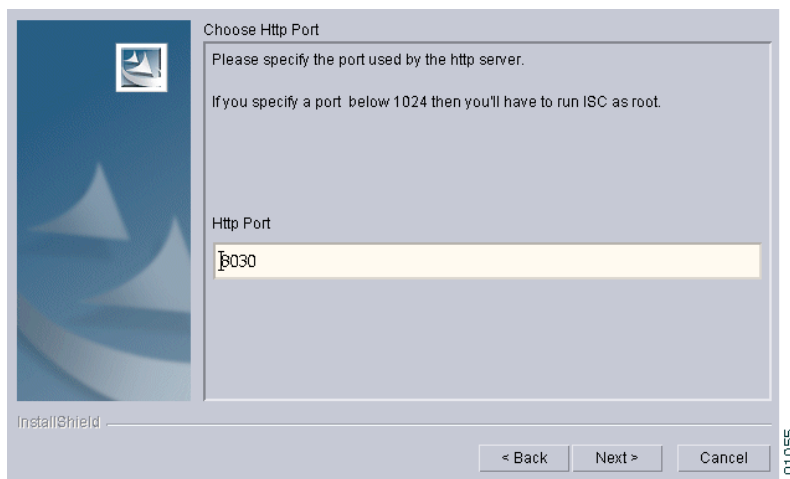 Choose Http Port
Please specify the port used by the http server.
If you specify a port below 1024 then you'll have to run ISC as root.
Http Port
8030
InstallShield
< Back
Next >
Cancel